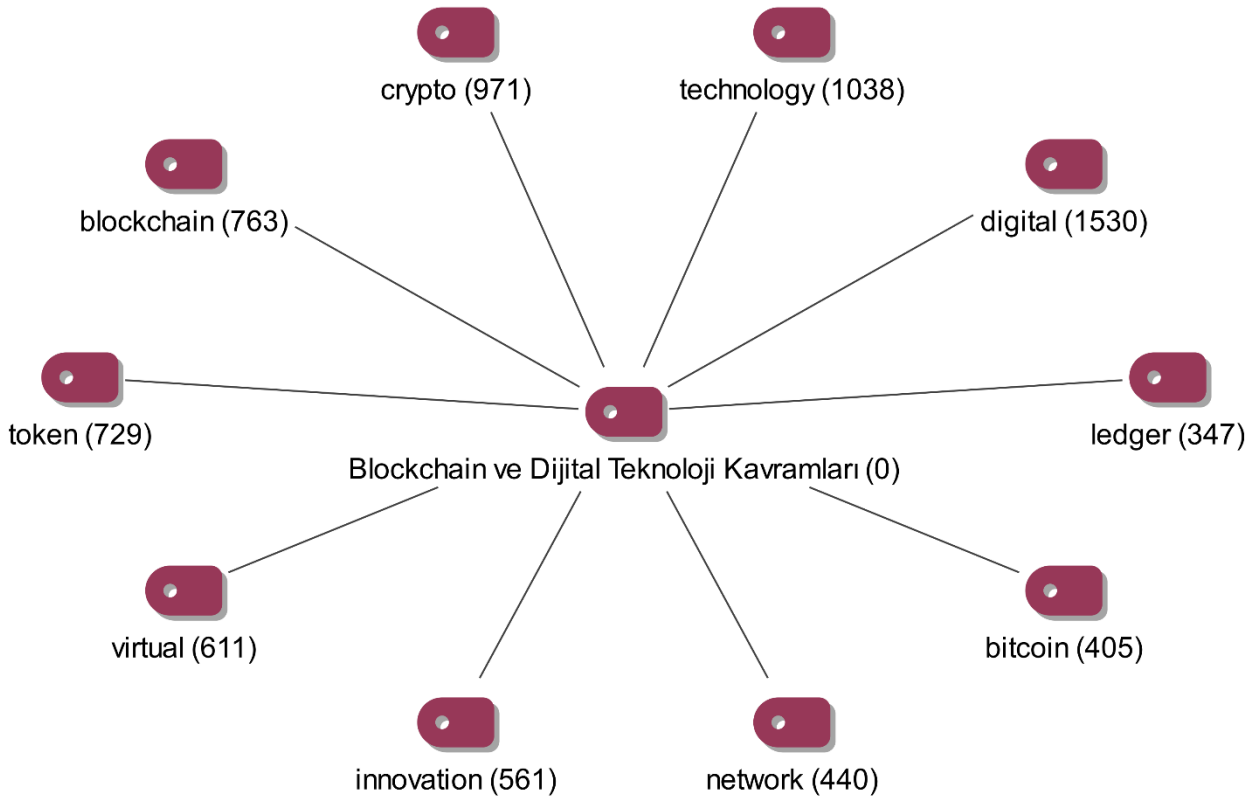 crypto (971)
technology (1038)
blockchain (763)
digital (1530)
token (729)
ledger (347)
Blockchain ve Dijital Teknoloji Kavramları (0)
virtual (611)
bitcoin (405)
innovation (561)
network (440)